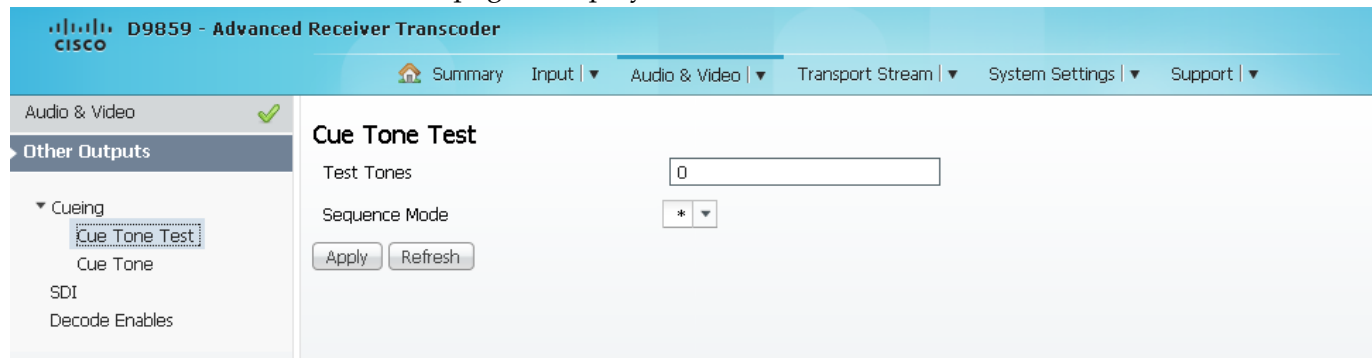 D9859 - Advanced Receiver Transcoder
CISCO
Summary Input Audio & Video Transport Stream System Settings Support
Audio & Video
Other Outputs
Cueing
Cue Tone Test
Cue Tone
SDI
Decode Enables
Cue Tone Test
Test Tones 0
Sequence Mode *
Apply Refresh